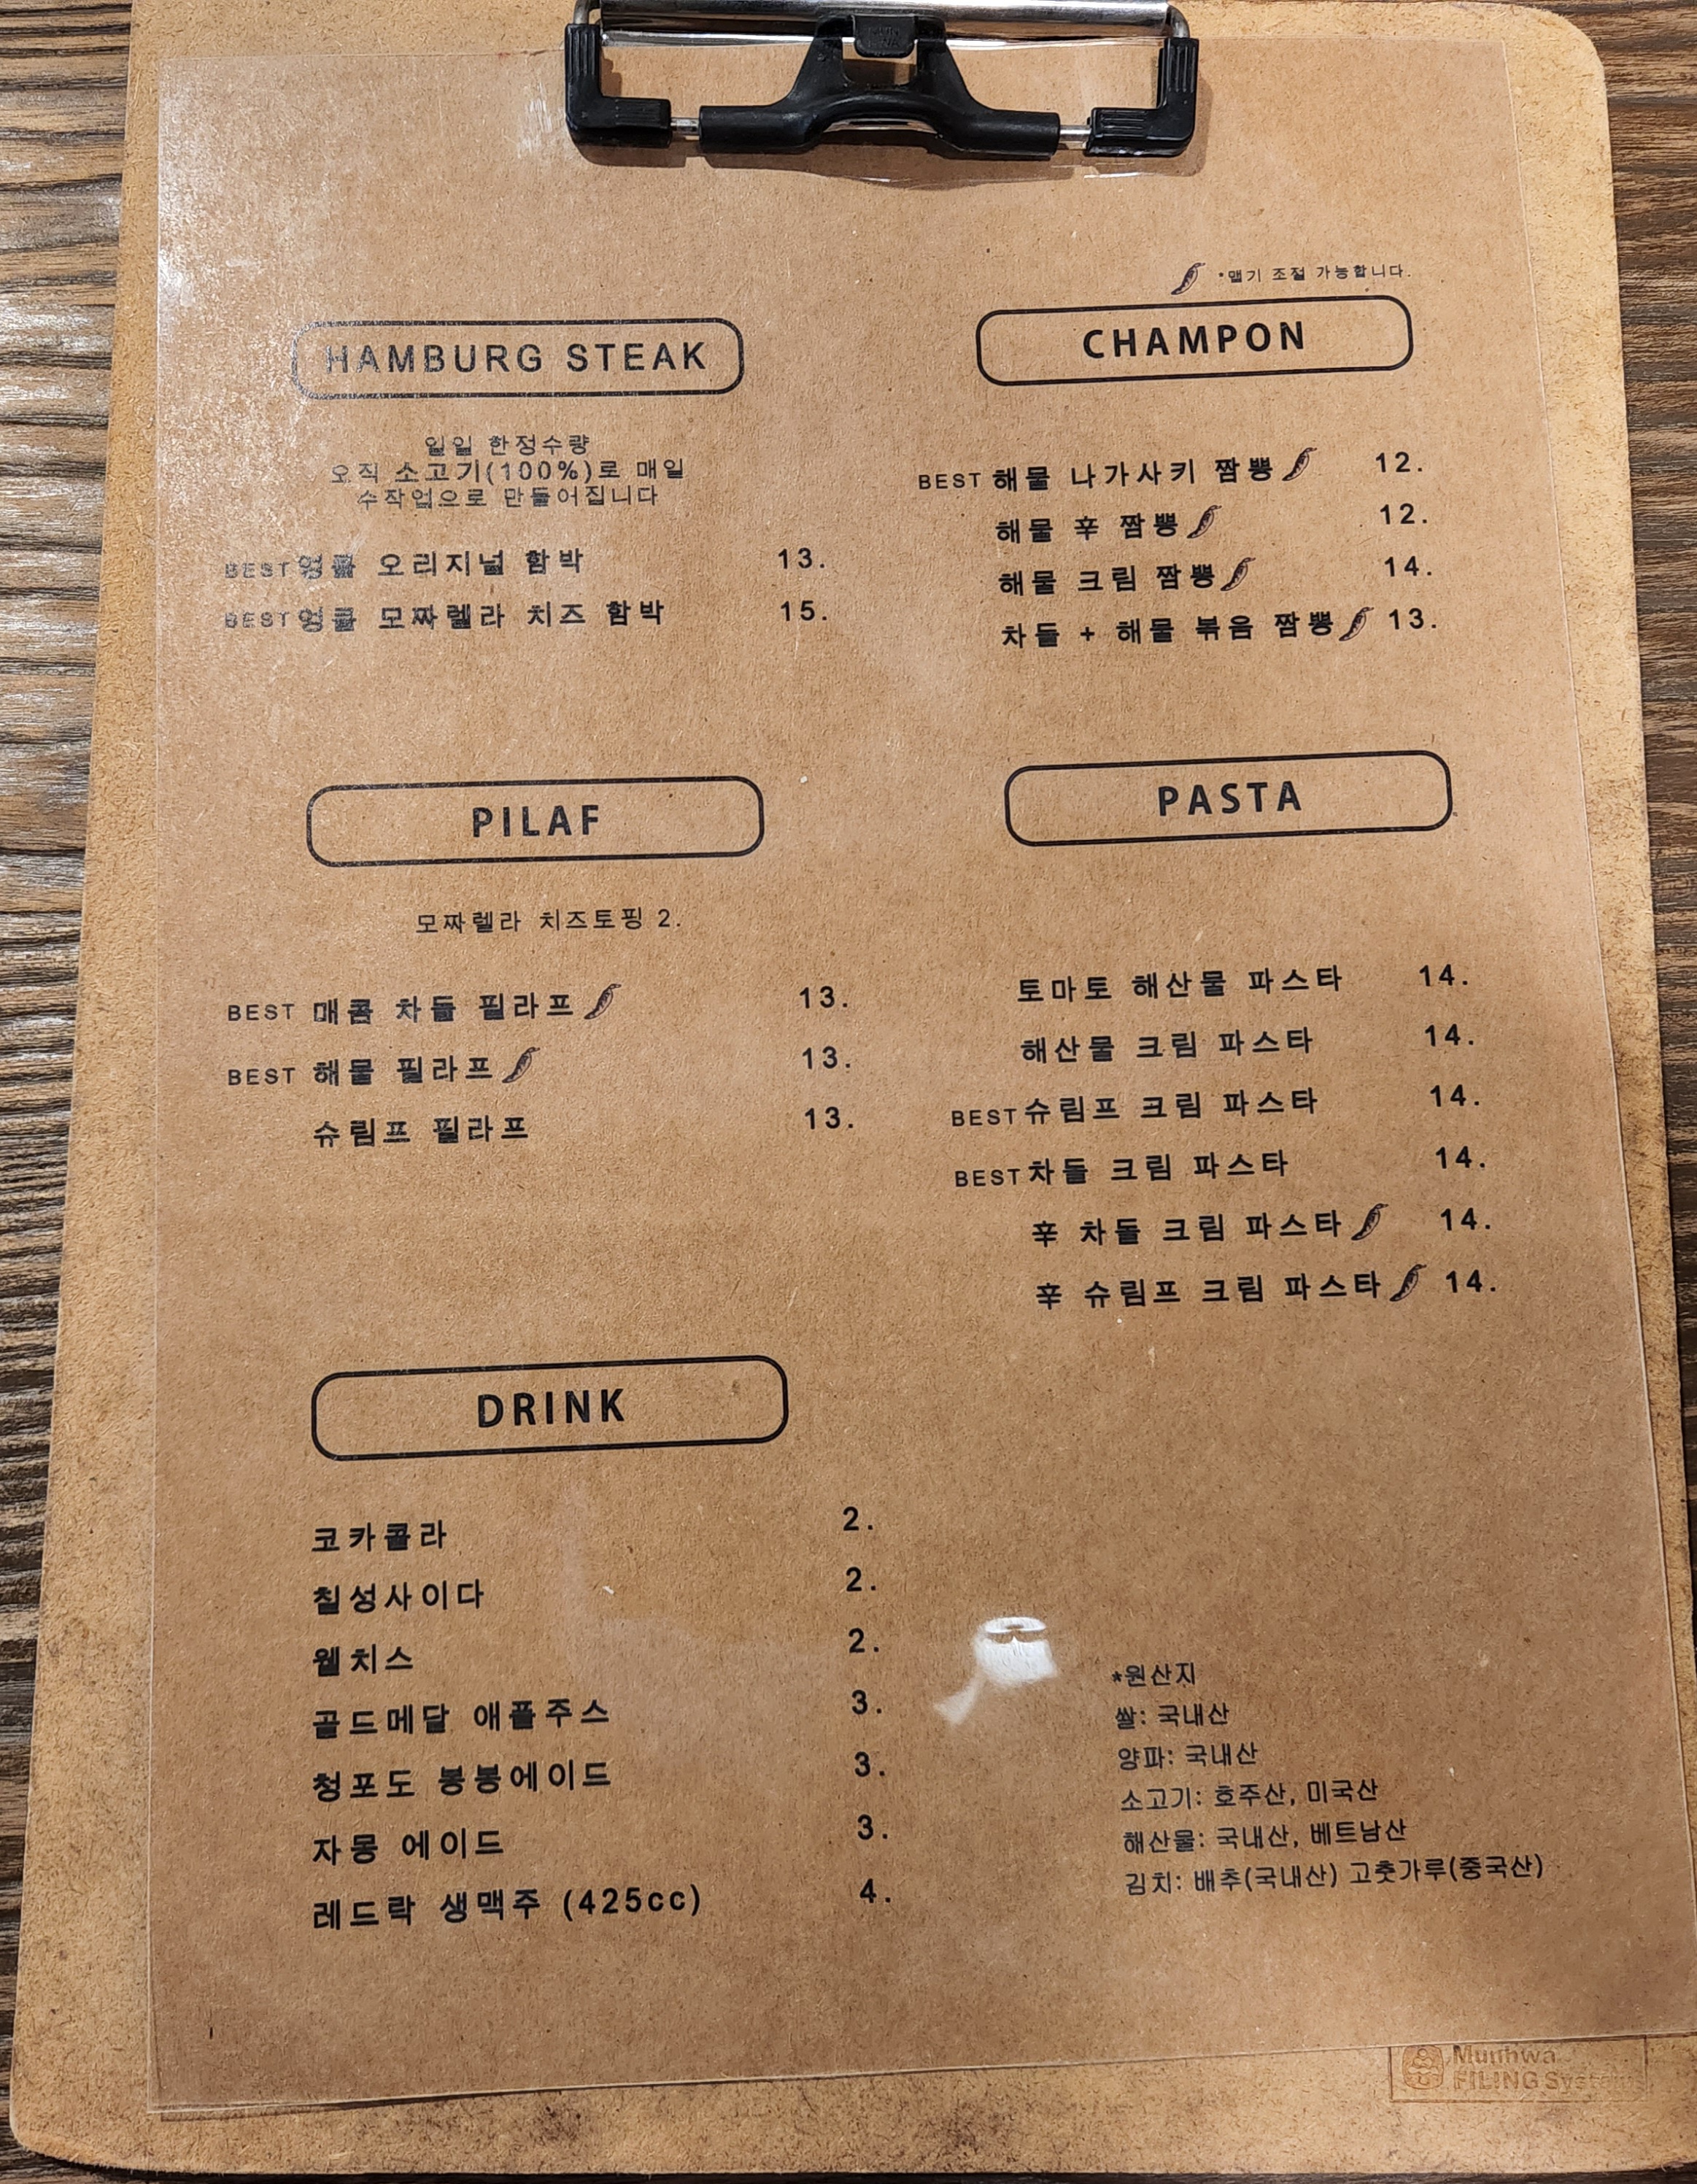 HAMBURG STEAK
일일 한정수량
오직 소고기(100%)로 매일
수작업으로 만들어집니다
BEST 영클 오리지널 함박 13.
BEST 영클 모짜렐라 치즈 함박 15.
*맵기 조절 가능합니다.
CHAMPON
BEST 해물 나가사키 짬뽕 12.
해물 辛 짬뽕 12.
해물 크림 짬뽕 14.
차돌 + 해물 볶음 짬뽕 13.
PILAF
모짜렐라 치즈토핑 2.
BEST 매콤 차돌 필라프 13.
BEST 해물 필라프 13.
슈림프 필라프 13.
PASTA
토마토 해산물 파스타 14.
해산물 크림 파스타 14.
BEST 슈림프 크림 파스타 14.
BEST 차돌 크림 파스타 14.
辛 차돌 크림 파스타 14.
辛 슈림프 크림 파스타 14.
DRINK
코카콜라 2.
칠성사이다 2.
웰치스 2.
골드메달 애플주스 3.
청포도 봉봉에이드 3.
자몽 에이드 3.
레드락 생맥주 (425cc) 4.
*원산지
쌀: 국내산
양파: 국내산
소고기: 호주산, 미국산
해산물: 국내산, 베트남산
김치: 배추(국내산) 고춧가루(중국산)
Munhwa
FILING System